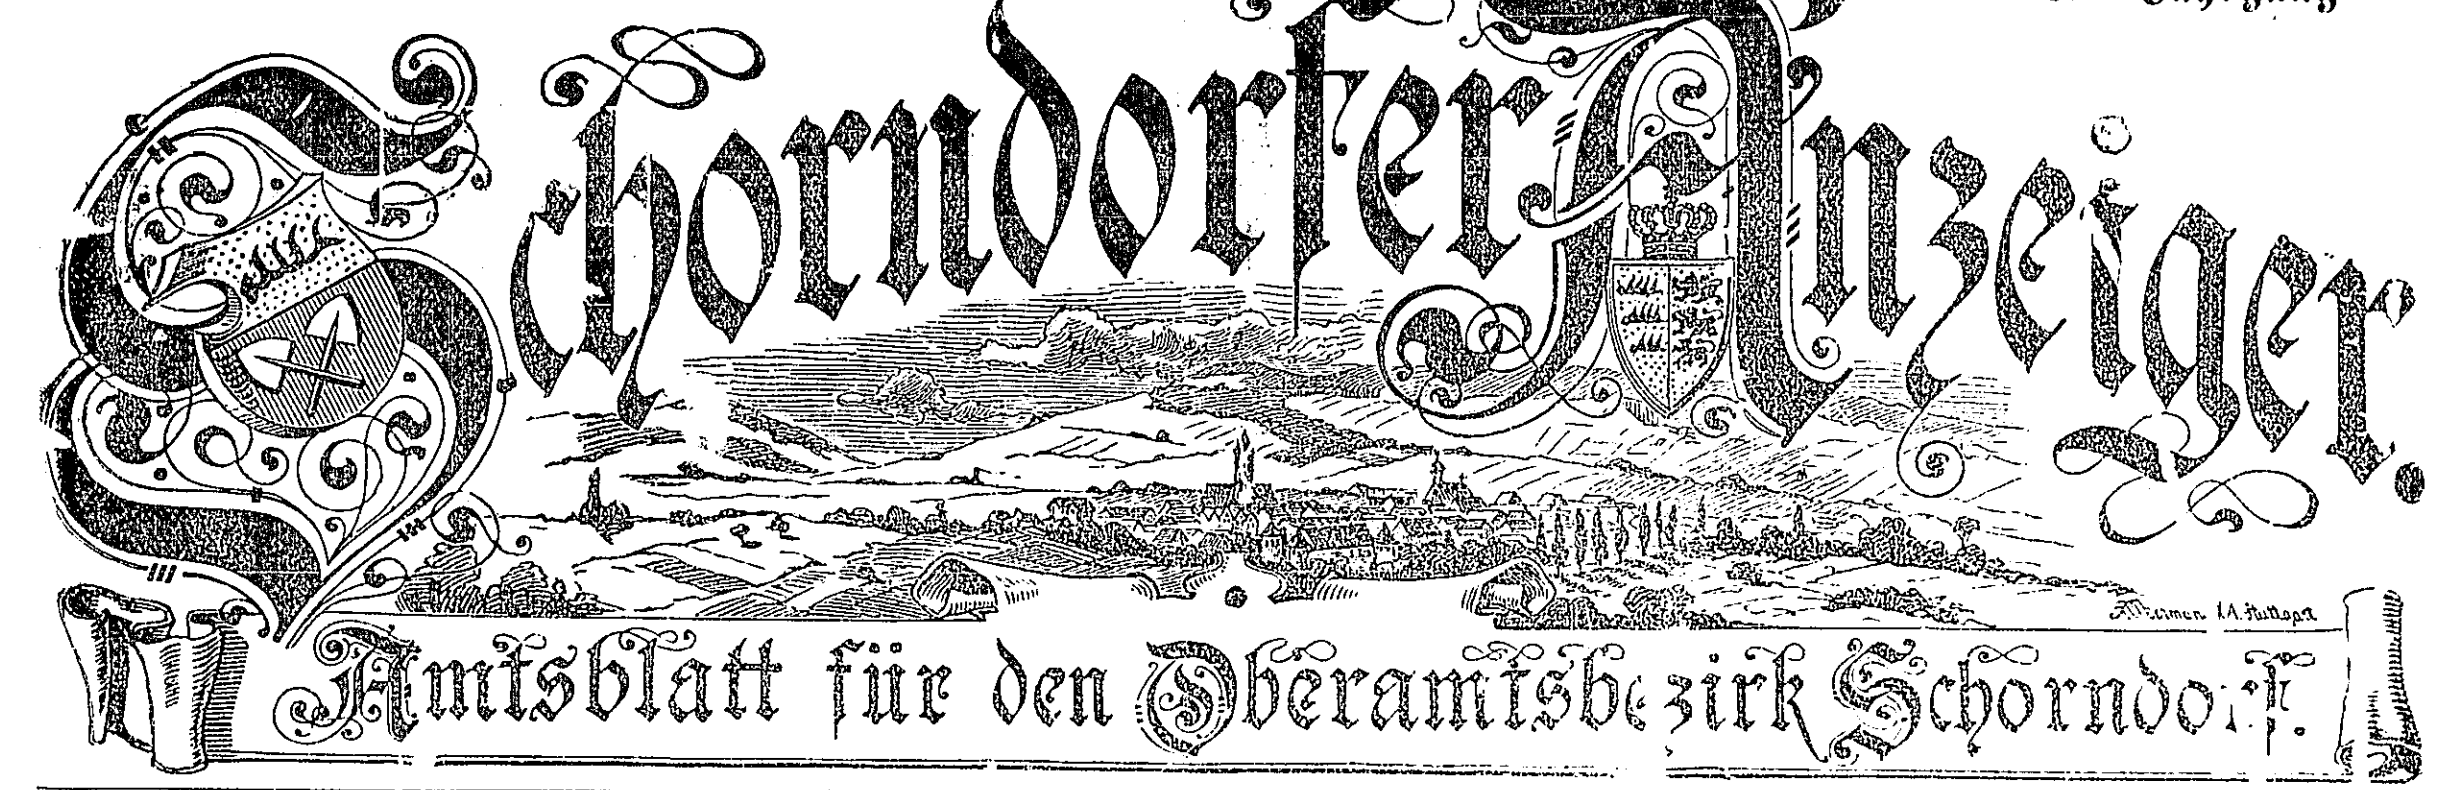 Schorndorfer Anzeiger.
Amtsblatt für den Oberamtsbezirk Schorndorf.